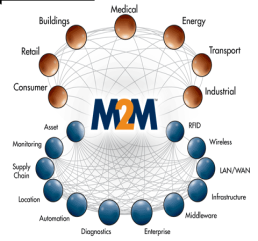 Medical
Buildings
Energy
Retail
Transport
Consumer
Industrial
M2M
Asset
RFID
Monitoring
Wireless
Supply
Chain
LAN/WAN
Location
Infrastructure
Automation
Middleware
Diagnostics
Enterprise